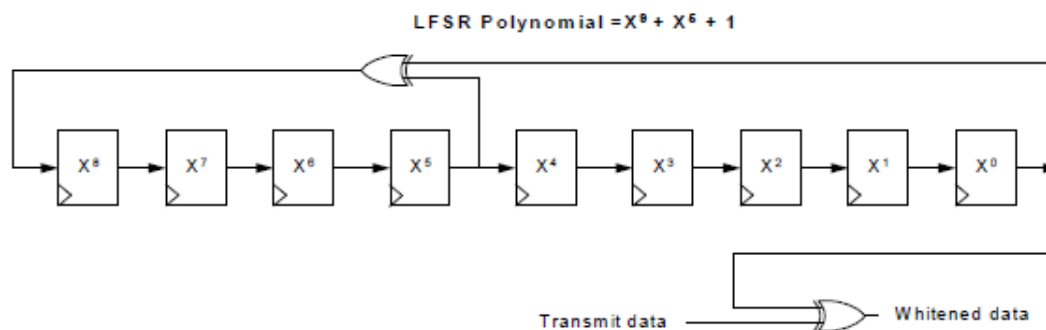 LFSR Polynomial =X⁹ + X⁵ + 1
X⁸ X⁷ X⁶ X⁵ X⁴ X³ X² X¹ X⁰
Transmit data
Whitened data